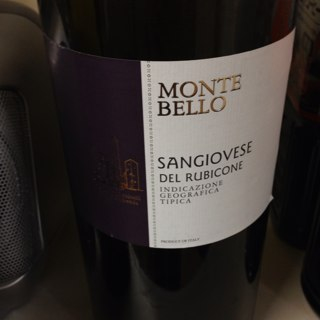 MONTE
BELLO
SANGIOVESE
DEL RUBICONE
INDICAZIONE
GEOGRAFICA
TIPICA
PRODUCT OF ITALY